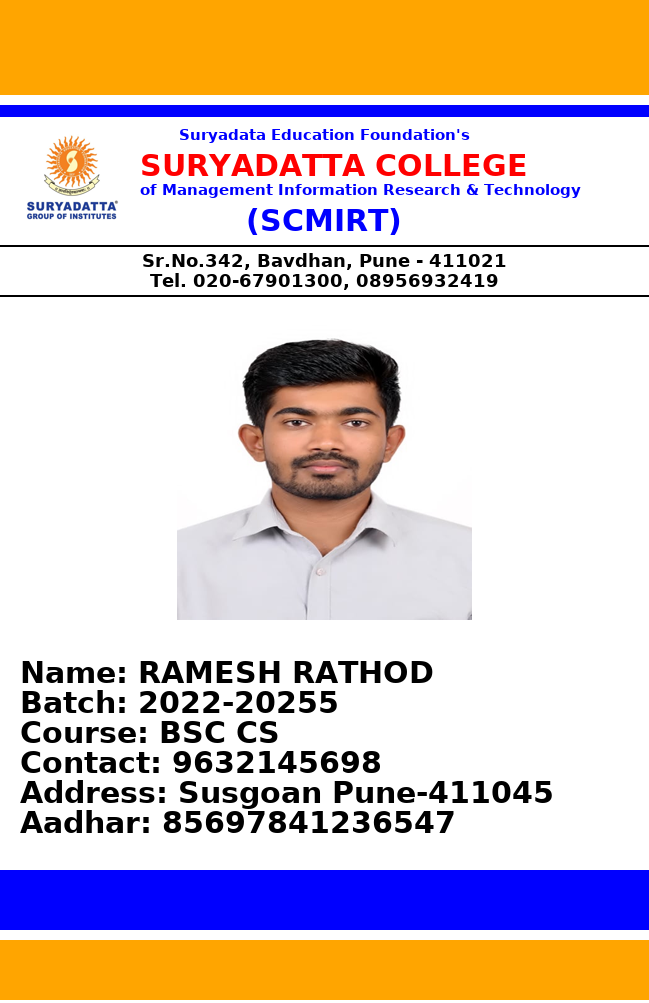 Suryadata Education Foundation's
SURYADATTA COLLEGE
of Management Information Research & Technology
(SCMIRT)
SURYADATTA
GROUP OF INSTITUTES
Sr.No.342, Bavdhan, Pune - 411021
Tel. 020-67901300, 08956932419
Name: RAMESH RATHOD
Batch: 2022-20255
Course: BSC CS
Contact: 9632145698
Address: Susgoan Pune-411045
Aadhar: 85697841236547